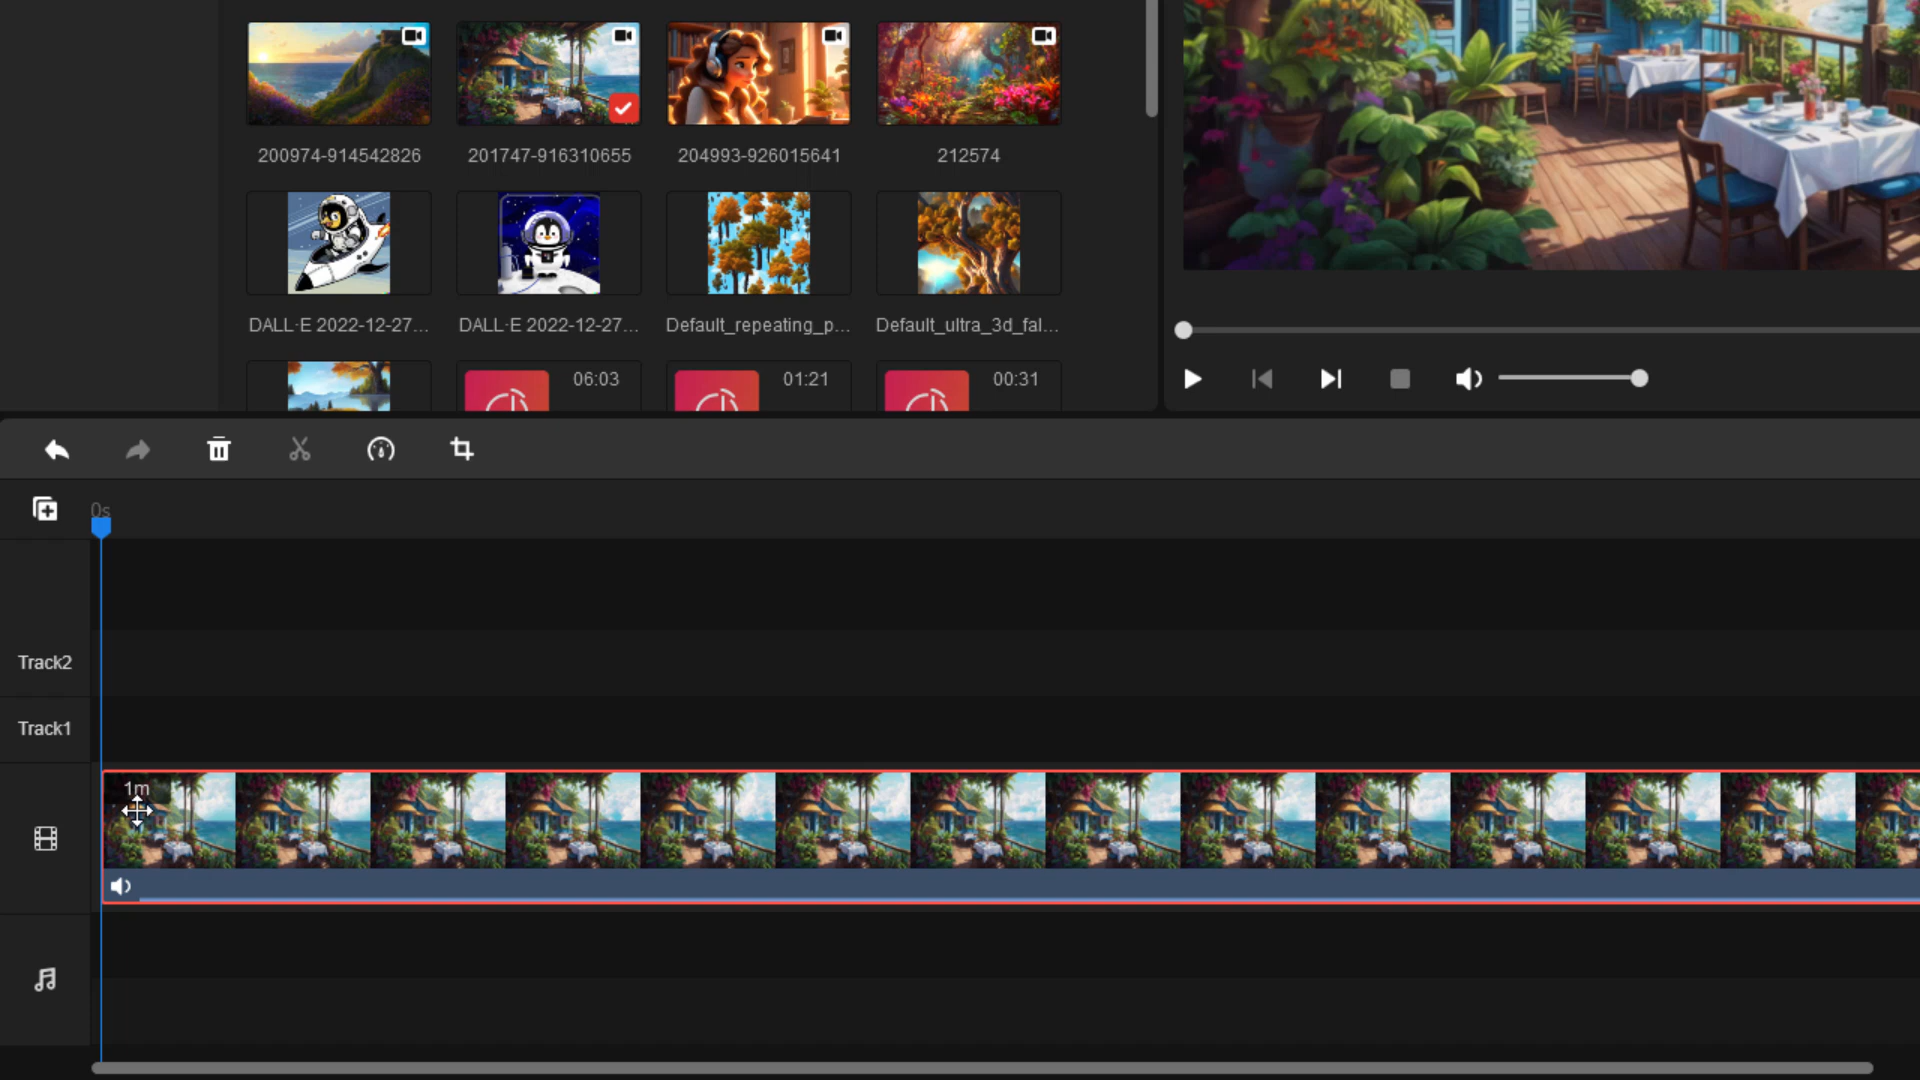 200974-914542826
201747-916310655
204993-926015641
212574
DALL·E 2022-12-27...
DALL·E 2022-12-27...
Default_repeating_p...
Default_ultra_3d_fal...
06:03
01:21
00:31
0s
Track2
Track1
1m